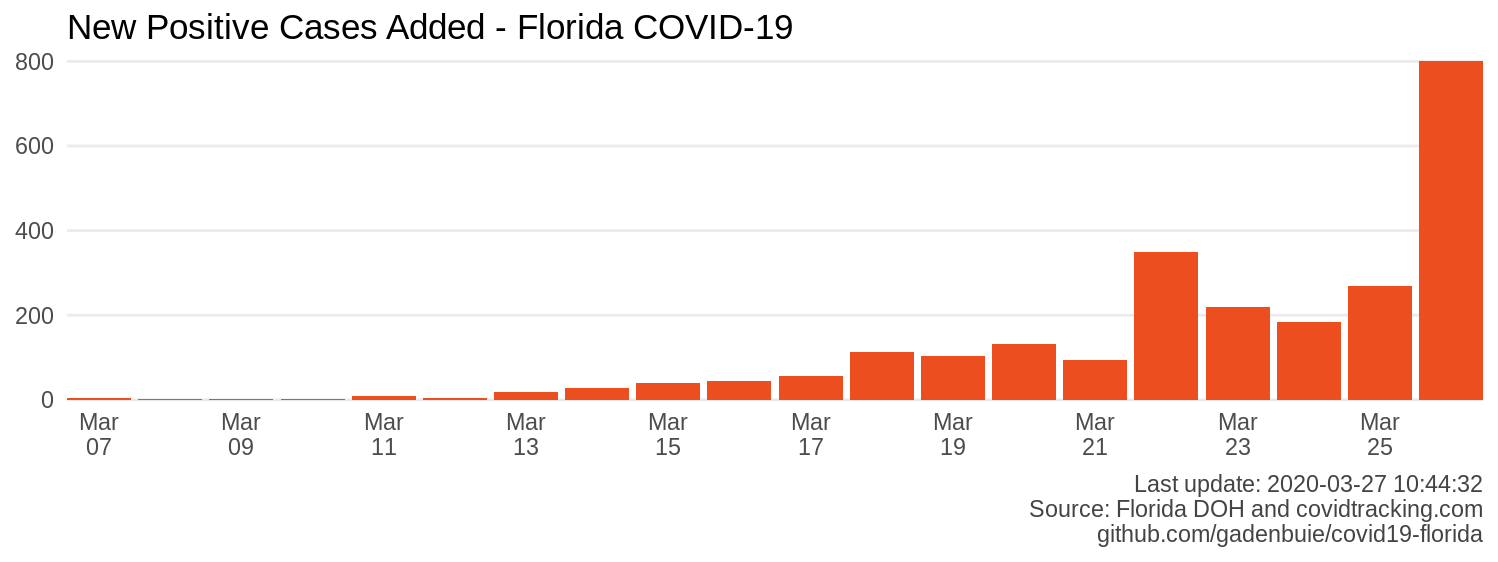 New Positive Cases Added - Florida COVID-19
800
600
400
200
0
Mar 07
Mar 09
Mar 11
Mar 13
Mar 15
Mar 17
Mar 19
Mar 21
Mar 23
Mar 25
Last update: 2020-03-27 10:44:32
Source: Florida DOH and covidtracking.com
github.com/gadenbuie/covid19-florida